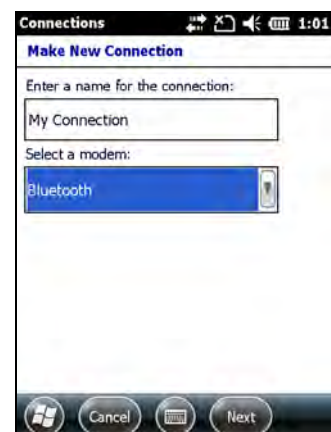 Connections 1:01
Make New Connection
Enter a name for the connection:
My Connection
Select a modem:
Bluetooth
Cancel Next